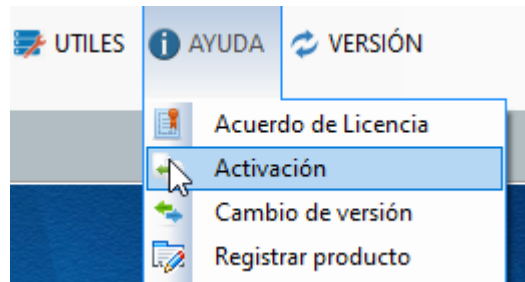 UTILES AYUDA VERSIÓN
Acuerdo de Licencia
Activación
Cambio de versión
Registrar producto